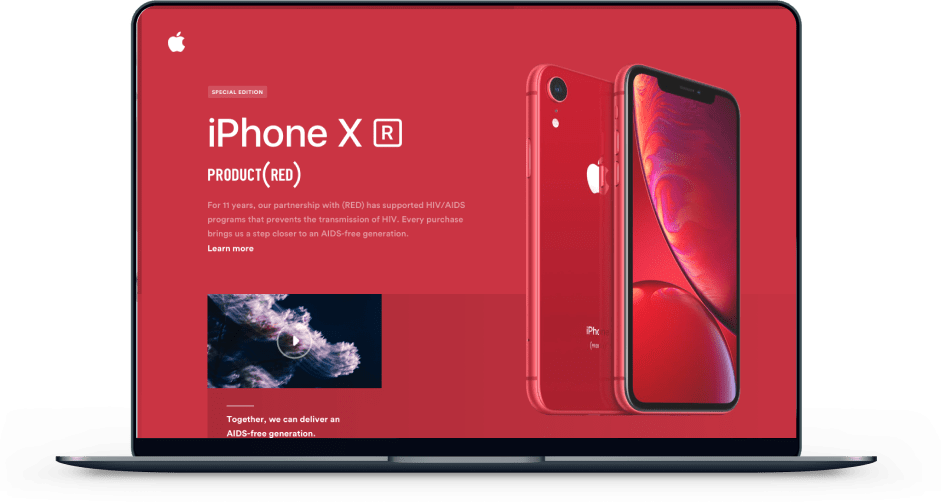 SPECIAL EDITION
iPhone X R
PRODUCT(RED)
For 11 years, our partnership with (RED) has supported HIV/AIDS
programs that prevents the transmission of HIV. Every purchase
brings us a step closer to an AIDS-free generation.
Learn more
iPho
Together, we can deliver an
AIDS-free generation.